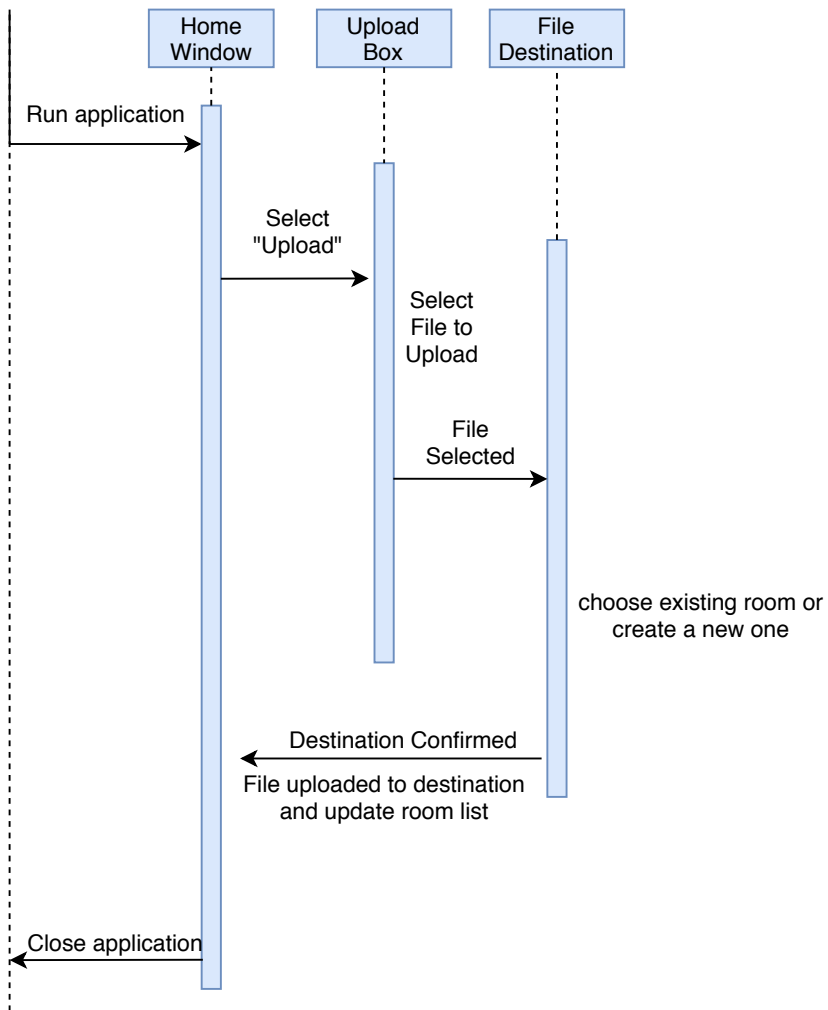 Home
Window
Upload
Box
File
Destination
Run application
Select
"Upload"
Select
File to
Upload
File
Selected
choose existing room or
create a new one
Destination Confirmed
File uploaded to destination
and update room list
Close application